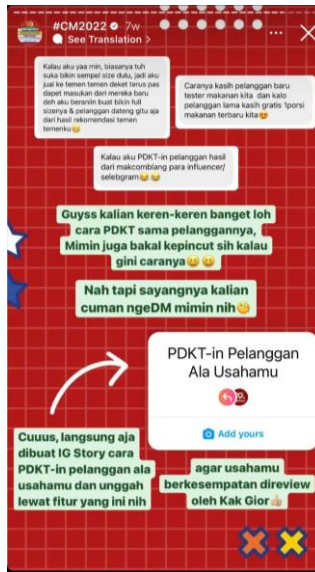 #CM2022 7w
See Translation >
Kalau aku yaa min, biasanya tuh
suka bikin sempel size dulu, jadi aku
jual ke temen temen deket terus pas
dapet masukan dari mereka baru
deh aku beraniin buat bikin full
sizenya & pelanggan dateng gitu aja
dari hasil rekomendasi temen
temenku😄
Caranya kasih pelanggan baru
tester makanan kita dan kalo
pelanggan lama kasih gratis 1porsi
makanan terbaru kita😍
Kalau aku PDKT-in pelanggan hasil
dari makcomblang para influencer/
selebgram😂😂
Guyss kalian keren-keren banget loh
cara PDKT sama pelanggannya,
Mimin juga bakal kepincut sih kalau
gini caranya😆😆
Nah tapi sayangnya kalian
cuman ngeDM mimin nih🥲
PDKT-in Pelanggan
Ala Usahamu
Add yours
Cuuus, langsung aja
dibuat IG Story cara
PDKT-in pelanggan ala
usahamu dan unggah
lewat fitur yang ini nih
agar usahamu
berkesempatan direview
oleh Kak Gior👍🏼